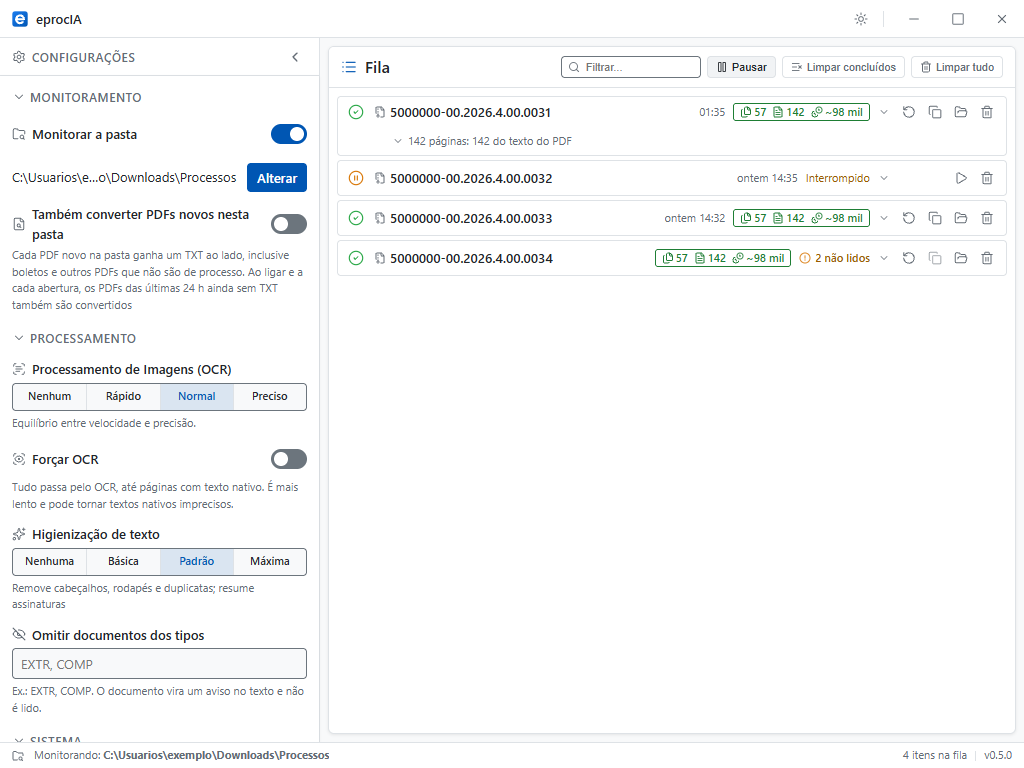 eprocIA
CONFIGURAÇÕES
MONITORAMENTO
Monitorar a pasta
C:\Usuarios\e...o\Downloads\Processos
Alterar
Também converter PDFs novos nesta
pasta
Cada PDF novo na pasta ganha um TXT ao lado, inclusive
boletos e outros PDFs que não são de processo. Ao ligar e a
cada abertura, os PDFs das últimas 24 h ainda sem TXT
também são convertidos
PROCESSAMENTO
Processamento de Imagens (OCR)
Nenhum Rápido Normal Preciso
Equilíbrio entre velocidade e precisão.
Forçar OCR
Tudo passa pelo OCR, até páginas com texto nativo. É mais
lento e pode tornar textos nativos imprecisos.
Higienização de texto
Nenhuma Básica Padrão Máxima
Remove cabeçalhos, rodapés e duplicatas; resume
assinaturas
Omitir documentos dos tipos
EXTR, COMP
Ex.: EXTR, COMP. O documento vira um aviso no texto e não
é lido.
SISTEMA
Fila
Filtrar...
Pausar
Limpar concluídos
Limpar tudo
5000000-00.2026.4.00.0031 01:35 57 142 ~98 mil
142 páginas: 142 do texto do PDF
5000000-00.2026.4.00.0032 ontem 14:35 Interrompido
5000000-00.2026.4.00.0033 ontem 14:32 57 142 ~98 mil
5000000-00.2026.4.00.0034 57 142 ~98 mil 2 não lidos
Monitorando: C:\Usuarios\exemplo\Downloads\Processos
4 itens na fila v0.5.0